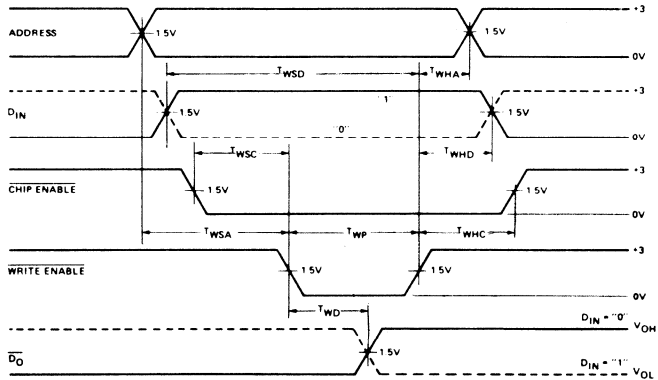 +3
ADDRESS
1.5V
1.5V
0V
TWSD
TWHA
+3
DIN
1.5V
"1"
"0"
1.5V
0V
TWSC
TWHD
+3
CHIP ENABLE
1.5V
1.5V
0V
TWSA
TWP
TWHC
+3
WRITE ENABLE
1.5V
1.5V
0V
TWD
DIN = "0"
VOH
DO
1.5V
DIN = "1"
VOL